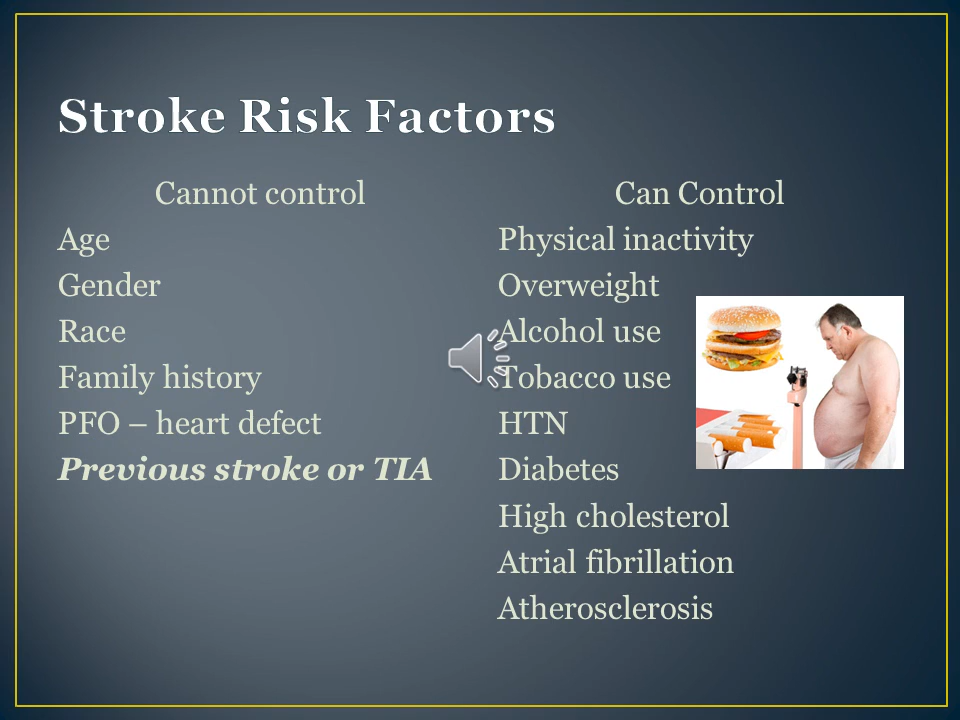 Stroke Risk Factors
Cannot control
Age
Gender
Race
Family history
PFO – heart defect
Previous stroke or TIA
Can Control
Physical inactivity
Overweight
Alcohol use
Tobacco use
HTN
Diabetes
High cholesterol
Atrial fibrillation
Atherosclerosis